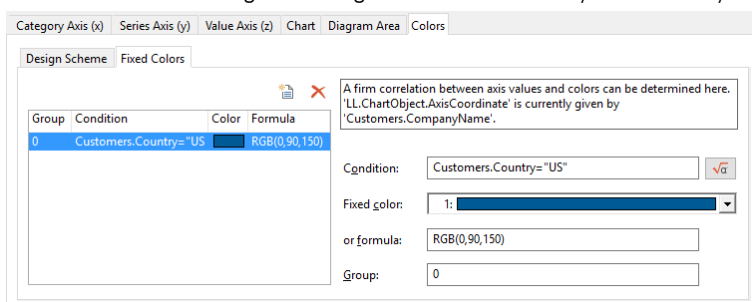 Category Axis (x) Series Axis (y) Value Axis (z) Chart Diagram Area Colors
Design Scheme Fixed Colors
A firm correlation between axis values and colors can be determined here.
'LL.ChartObject.AxisCoordinate' is currently given by
'Customers.CompanyName'.
Group Condition Color Formula
0 Customers.Country="US RGB(0,90,150)
Condition: Customers.Country="US" √α
Fixed color: 1:
or formula: RGB(0,90,150)
Group: 0